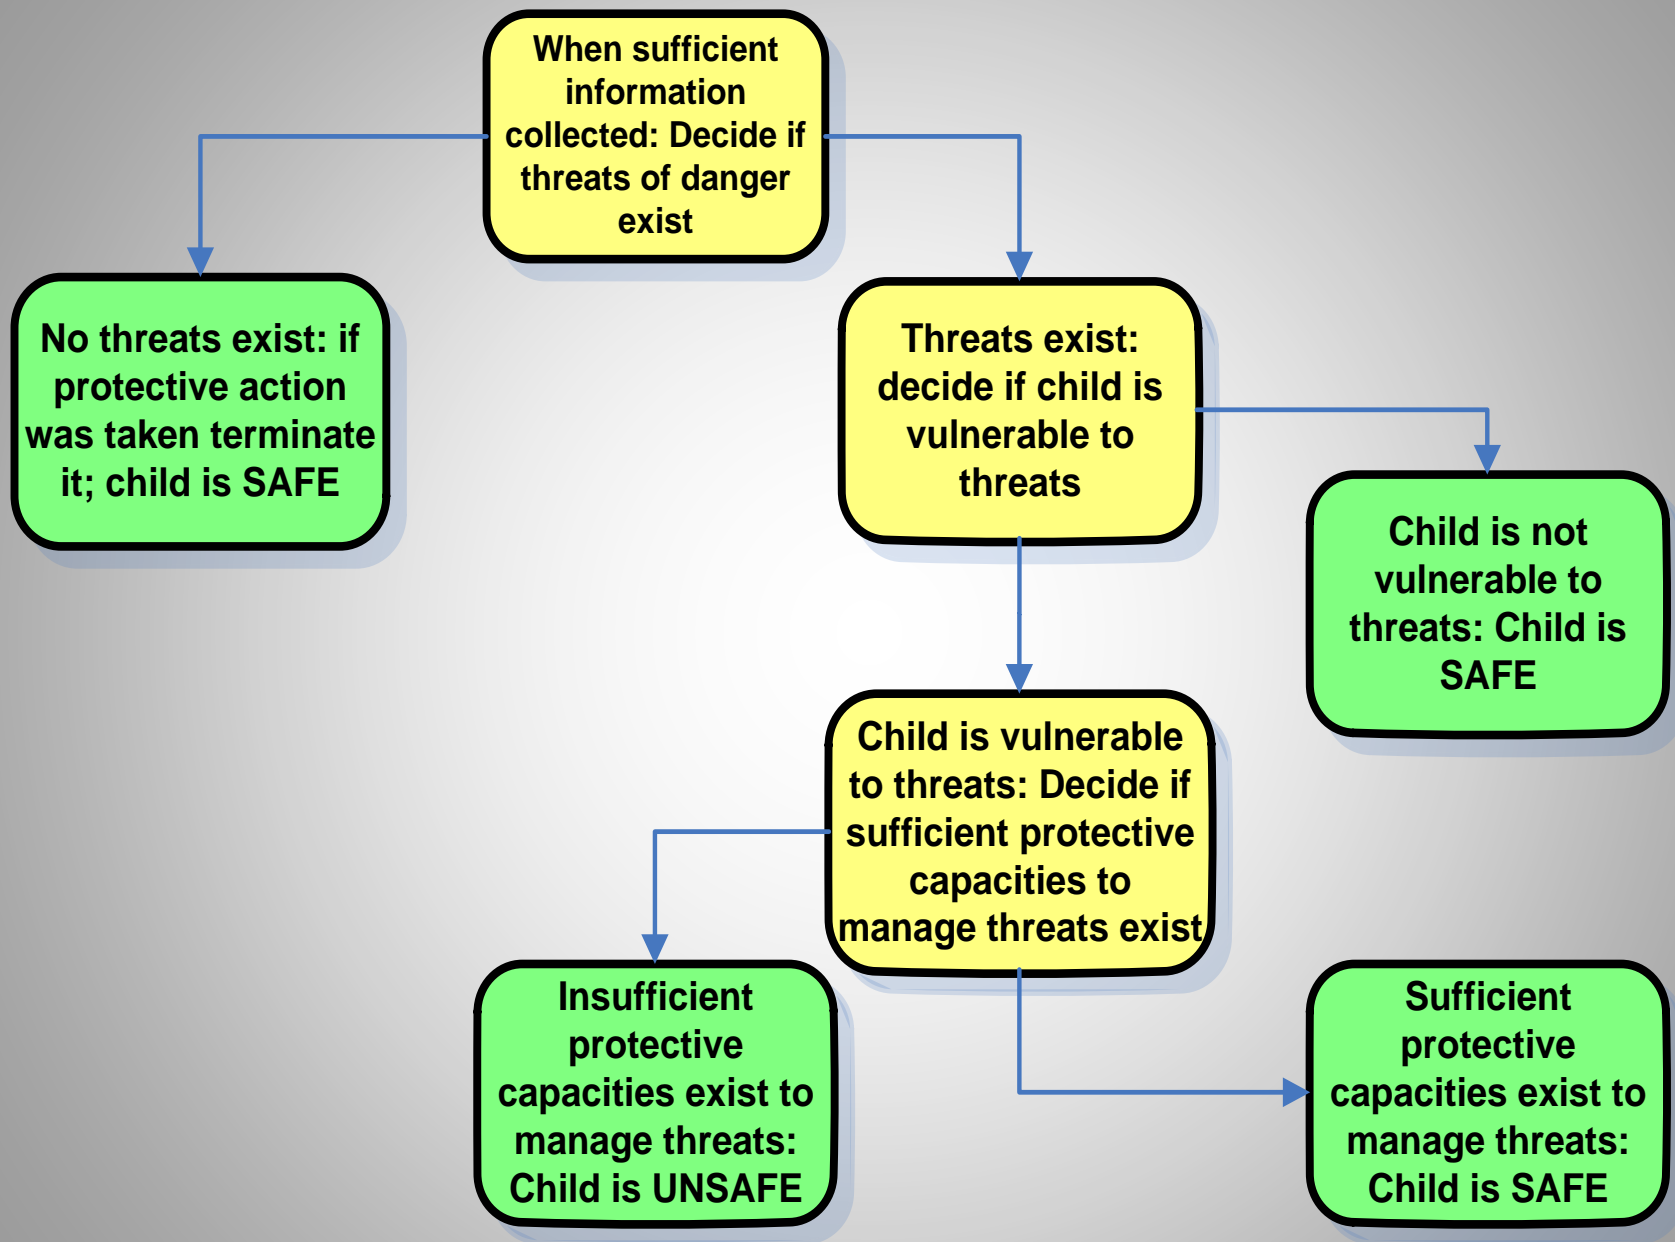 When sufficient
information
collected: Decide if
threats of danger
exist
No threats exist: if
protective action
was taken terminate
it; child is SAFE
Threats exist:
decide if child is
vulnerable to
threats
Child is not
vulnerable to
threats: Child is
SAFE
Child is vulnerable
to threats: Decide if
sufficient protective
capacities to
manage threats exist
Insufficient
protective
capacities exist to
manage threats:
Child is UNSAFE
Sufficient
protective
capacities exist to
manage threats:
Child is SAFE